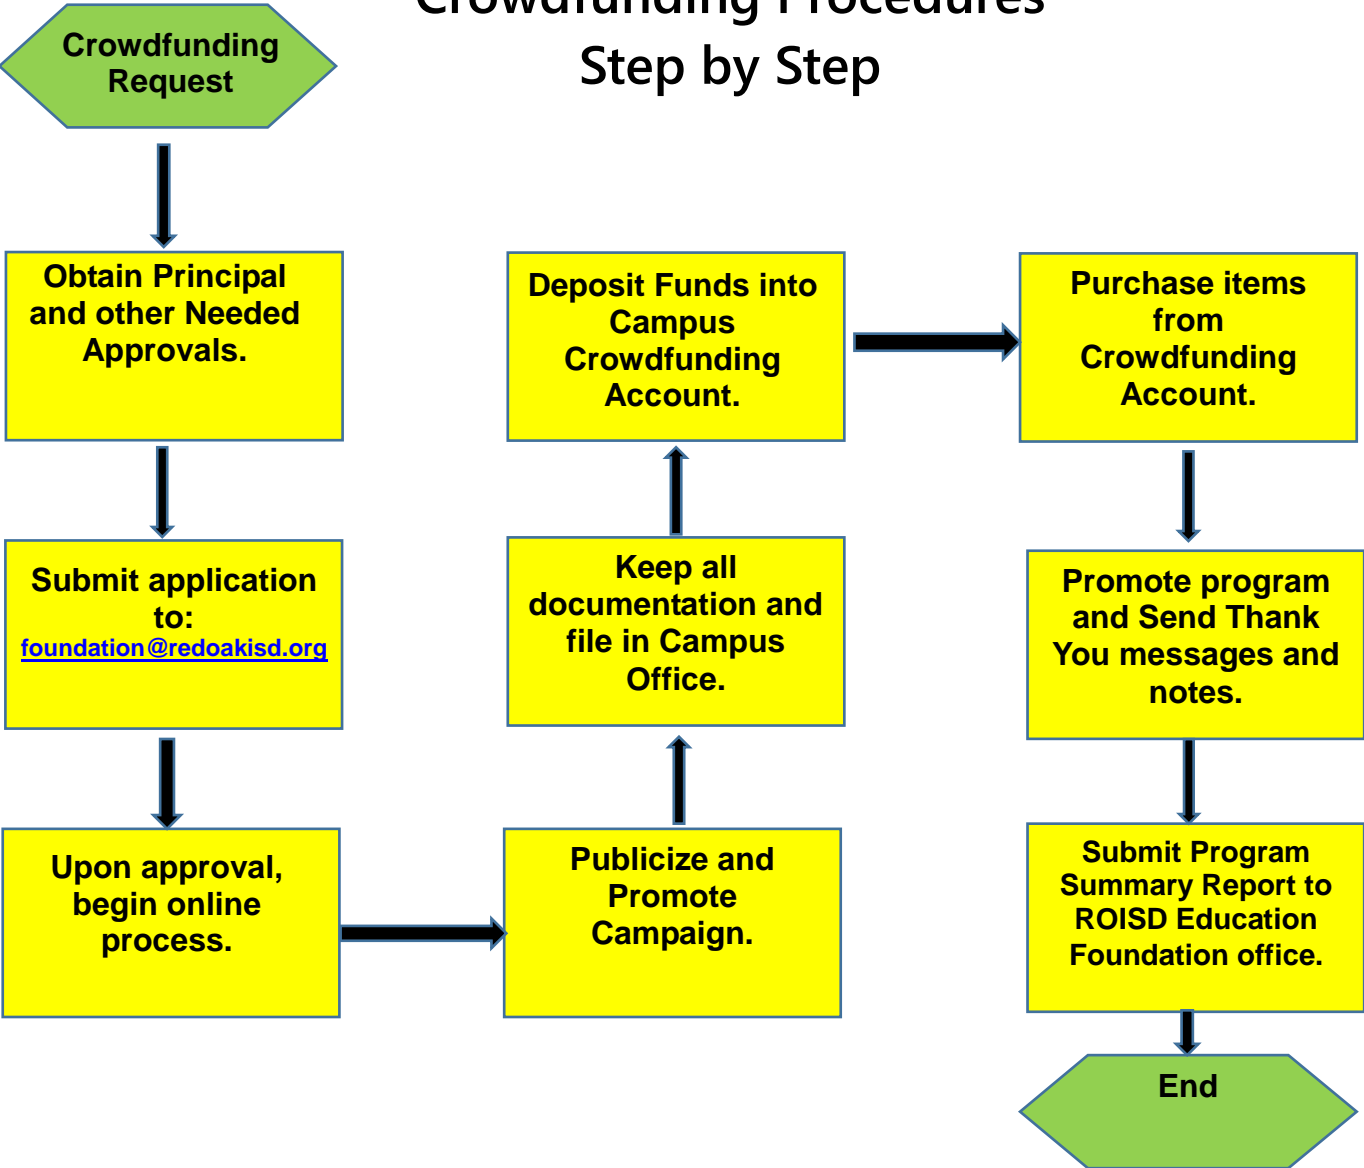 Crowdfunding Procedures
Step by Step
Crowdfunding
Request
Obtain Principal
and other Needed
Approvals.
Submit application
to:
foundation@redoakisd.org
Upon approval,
begin online
process.
Publicize and
Promote
Campaign.
Keep all
documentation and
file in Campus
Office.
Deposit Funds into
Campus
Crowdfunding
Account.
Purchase items
from
Crowdfunding
Account.
Promote program
and Send Thank
You messages and
notes.
Submit Program
Summary Report to
ROISD Education
Foundation office.
End